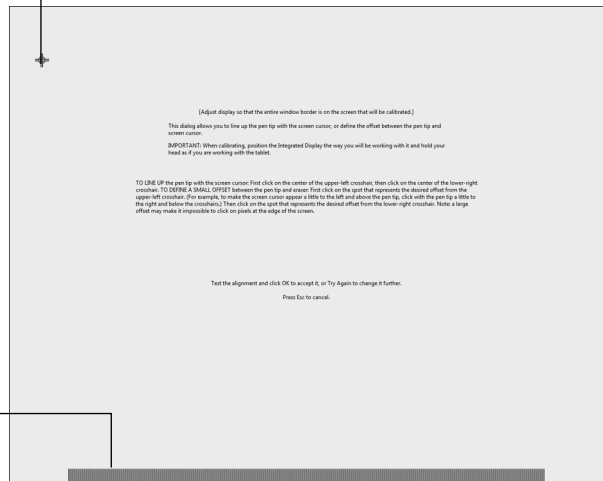 [Adjust display so that the entire window border is on the screen that will be calibrated.]
This dialog allows you to line up the pen tip with the screen cursor, or define the offset between the pen tip and
screen cursor.
IMPORTANT: When calibrating, position the Integrated Display the way you will be working with it and hold your
head as if you are working with the tablet.
TO LINE UP the pen tip with the screen cursor: First click on the center of the upper-left crosshair, then click on the center of the lower-right
crosshair. TO DEFINE A SMALL OFFSET between the pen tip and eraser: First click on the spot that represents the desired offset from the
upper-left crosshair. (For example, to make the screen cursor appear a little to the left and above the pen tip, click with the pen tip a little to
the right and below the crosshairs.) Then click on the spot that represents the desired offset from the lower-right crosshair. Note: a large
offset may make it impossible to click on pixels at the edge of the screen.
Test the alignment and click OK to accept it, or Try Again to change it further.
Press Esc to cancel.